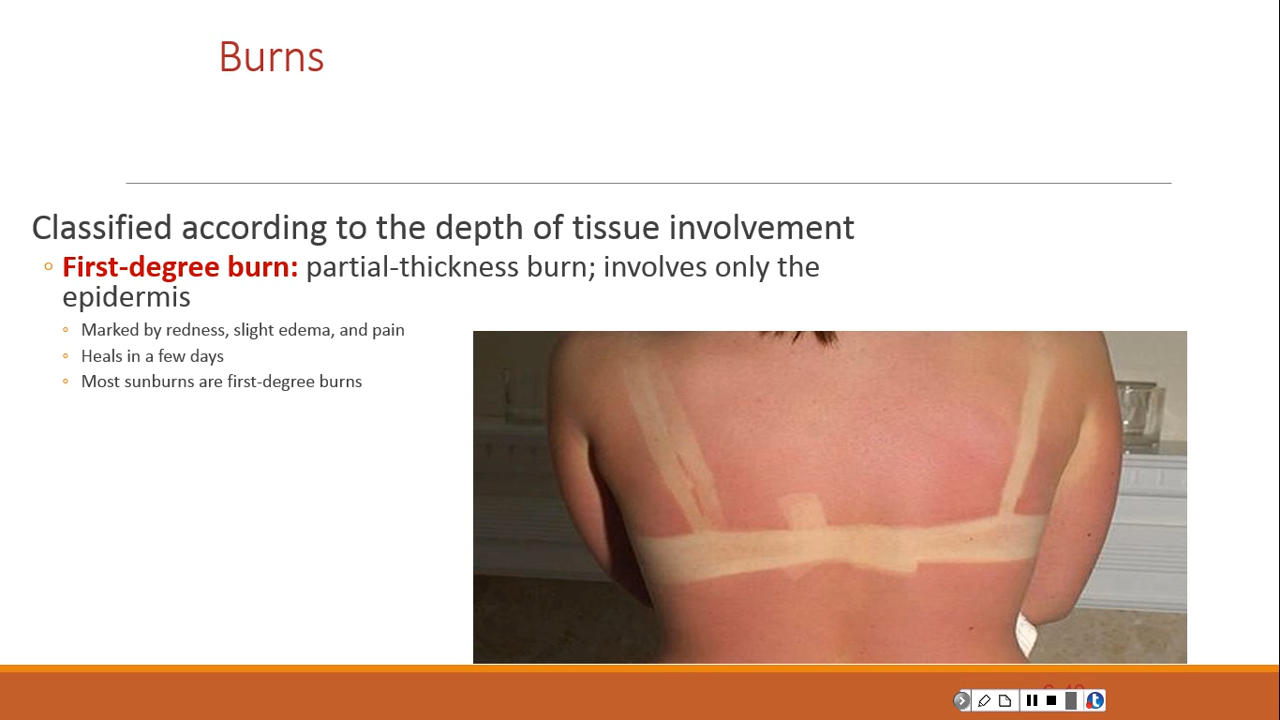 Burns
Classified according to the depth of tissue involvement
First-degree burn: partial-thickness burn; involves only the
epidermis
Marked by redness, slight edema, and pain
Heals in a few days
Most sunburns are first-degree burns